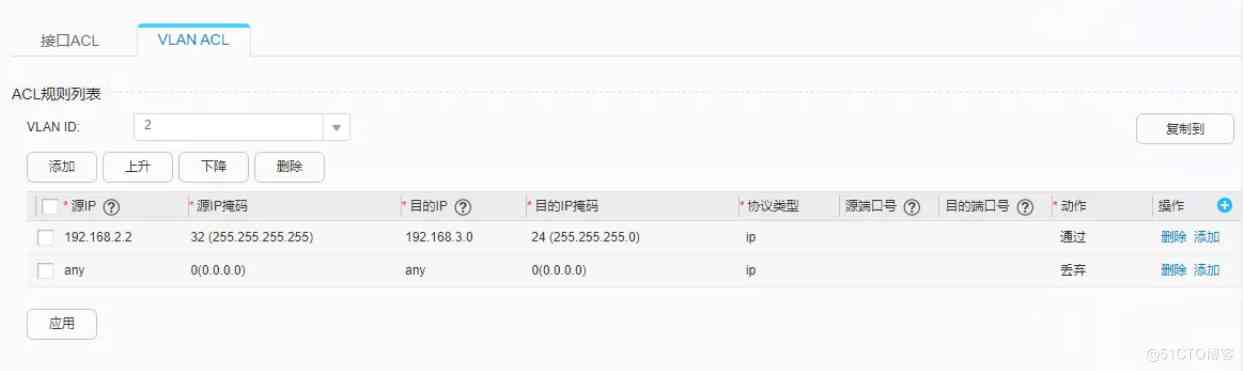 接口ACL VLAN ACL
ACL规则列表
VLAN ID: 2 复制到
添加 上升 下降 删除
* 源IP ? * 源IP掩码 * 目的IP ? * 目的IP掩码 * 协议类型 源端口号 ? 目的端口号 ? * 动作 操作
192.168.2.2 32 (255.255.255.255) 192.168.3.0 24 (255.255.255.0) ip 通过 删除 添加
any 0(0.0.0.0) any 0(0.0.0.0) ip 丢弃 删除 添加
应用
@51CTO博客